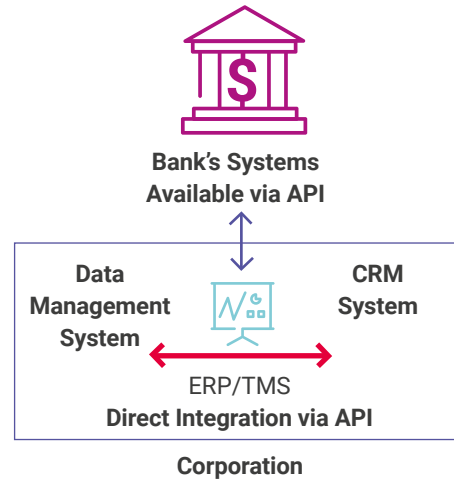 $
Bank's Systems
Available via API
Data
Management
System
CRM
System
ERP/TMS
Direct Integration via API
Corporation